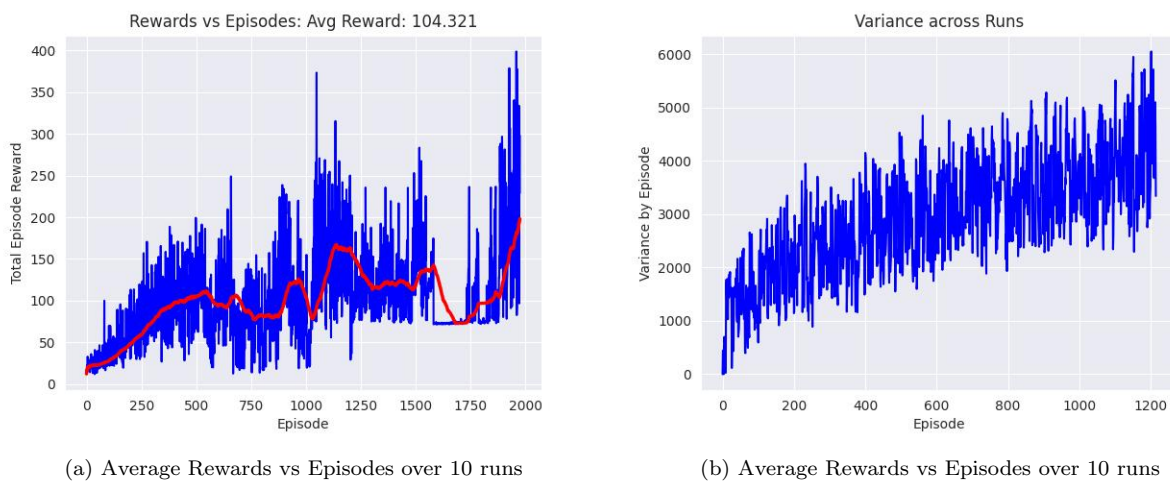 Rewards vs Episodes: Avg Reward: 104.321
400
350
300
250
200
150
100
50
0
Total Episode Reward
0 250 500 750 1000 1250 1500 1750 2000
Episode
(a) Average Rewards vs Episodes over 10 runs
Variance across Runs
6000
5000
4000
3000
2000
1000
0
Variance by Episode
0 200 400 600 800 1000 1200
Episode
(b) Average Rewards vs Episodes over 10 runs